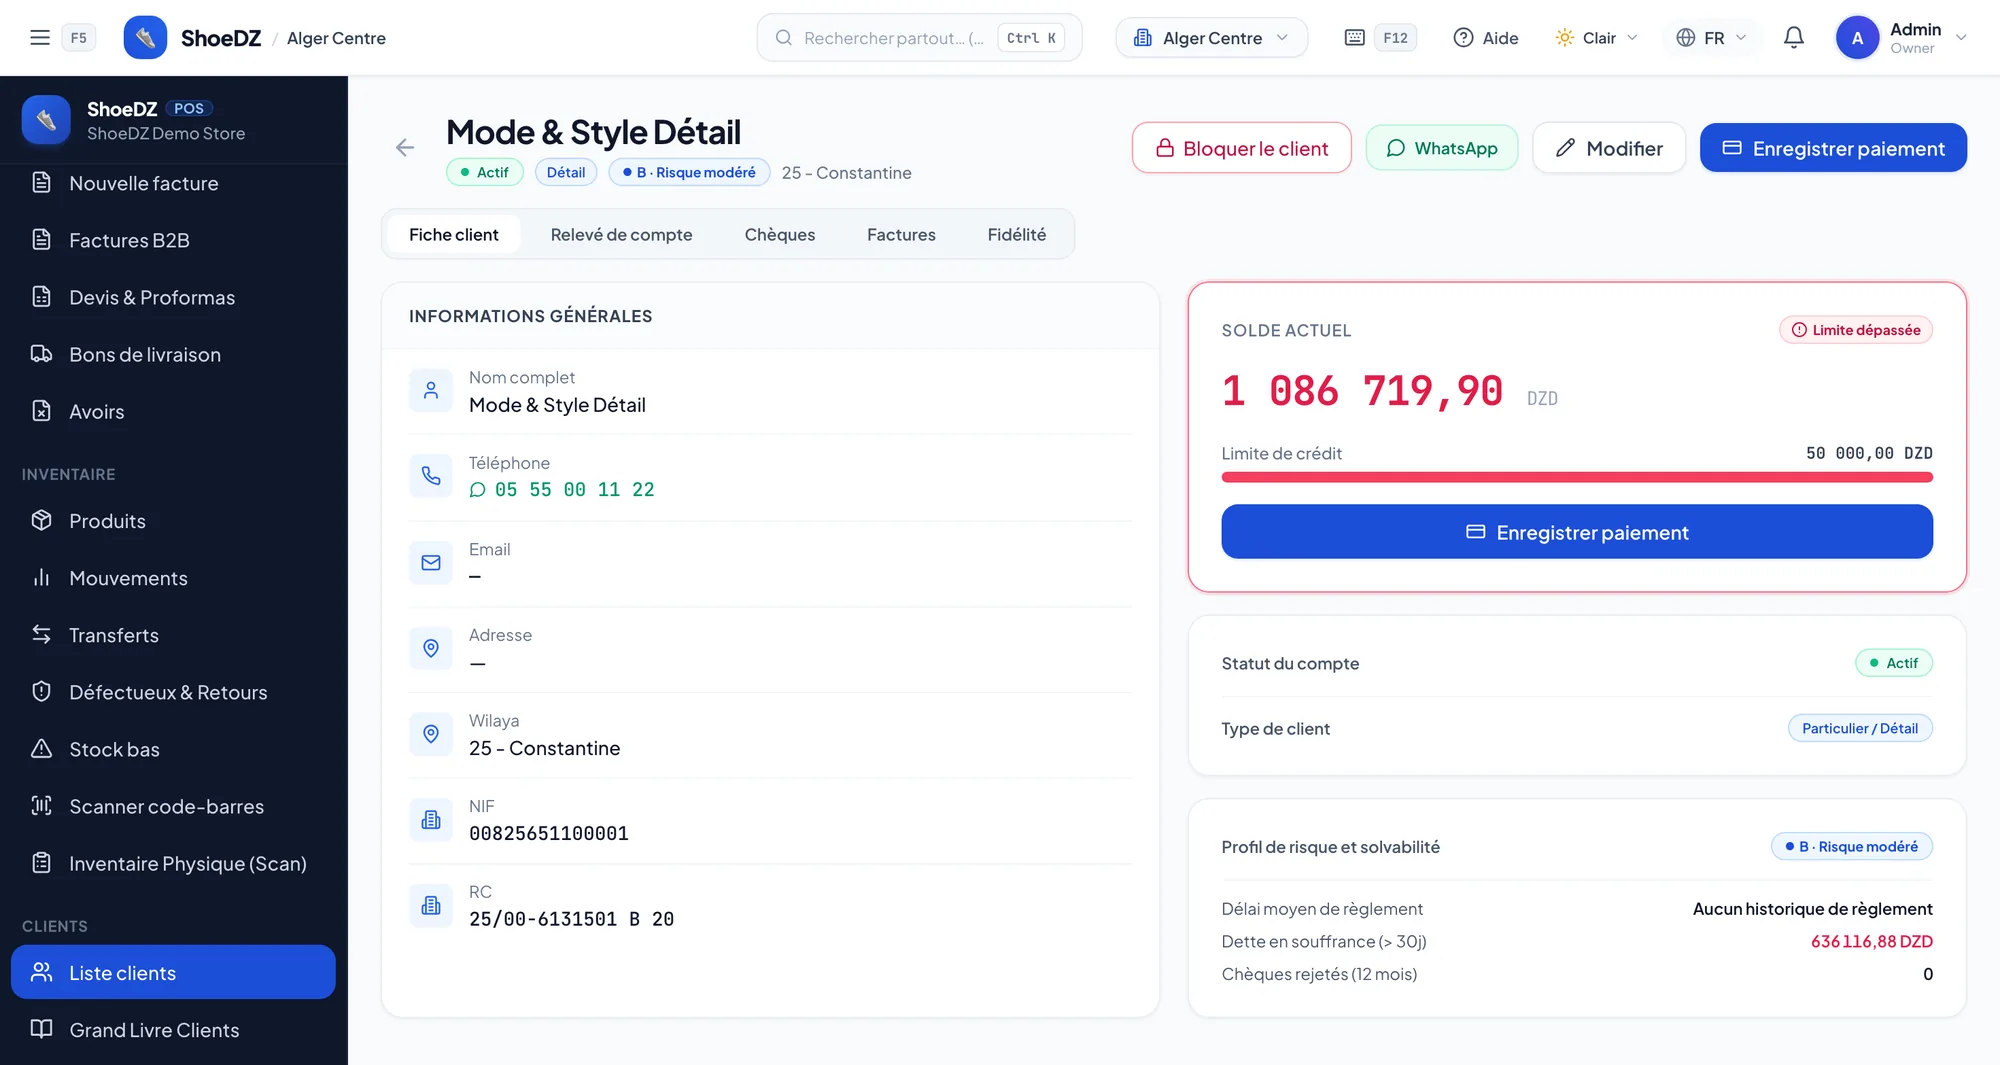 F5
ShoeDZ / Alger Centre
Rechercher partout... (... Ctrl K
Alger Centre
F12
Aide
Clair
FR
A
Admin
Owner
ShoeDZ POS
ShoeDZ Demo Store
Nouvelle facture
Factures B2B
Devis & Proformas
Bons de livraison
Avoirs
INVENTAIRE
Produits
Mouvements
Transferts
Défectueux & Retours
Stock bas
Scanner code-barres
Inventaire Physique (Scan)
CLIENTS
Liste clients
Grand Livre Clients
Mode & Style Détail
Actif
Détail
B · Risque modéré
25 - Constantine
Bloquer le client
WhatsApp
Modifier
Enregistrer paiement
Fiche client
Relevé de compte
Chèques
Factures
Fidélité
INFORMATIONS GÉNÉRALES
Nom complet
Mode & Style Détail
Téléphone
05 55 00 11 22
Email
—
Adresse
—
Wilaya
25 - Constantine
NIF
00825651100001
RC
25/00-6131501 B 20
SOLDE ACTUEL
Limite dépassée
1 086 719,90 DZD
Limite de crédit
50 000,00 DZD
Enregistrer paiement
Statut du compte
Actif
Type de client
Particulier / Détail
Profil de risque et solvabilité
B · Risque modéré
Délai moyen de règlement
Aucun historique de règlement
Dette en souffrance (> 30j)
636 116,88 DZD
Chèques rejetés (12 mois)
0